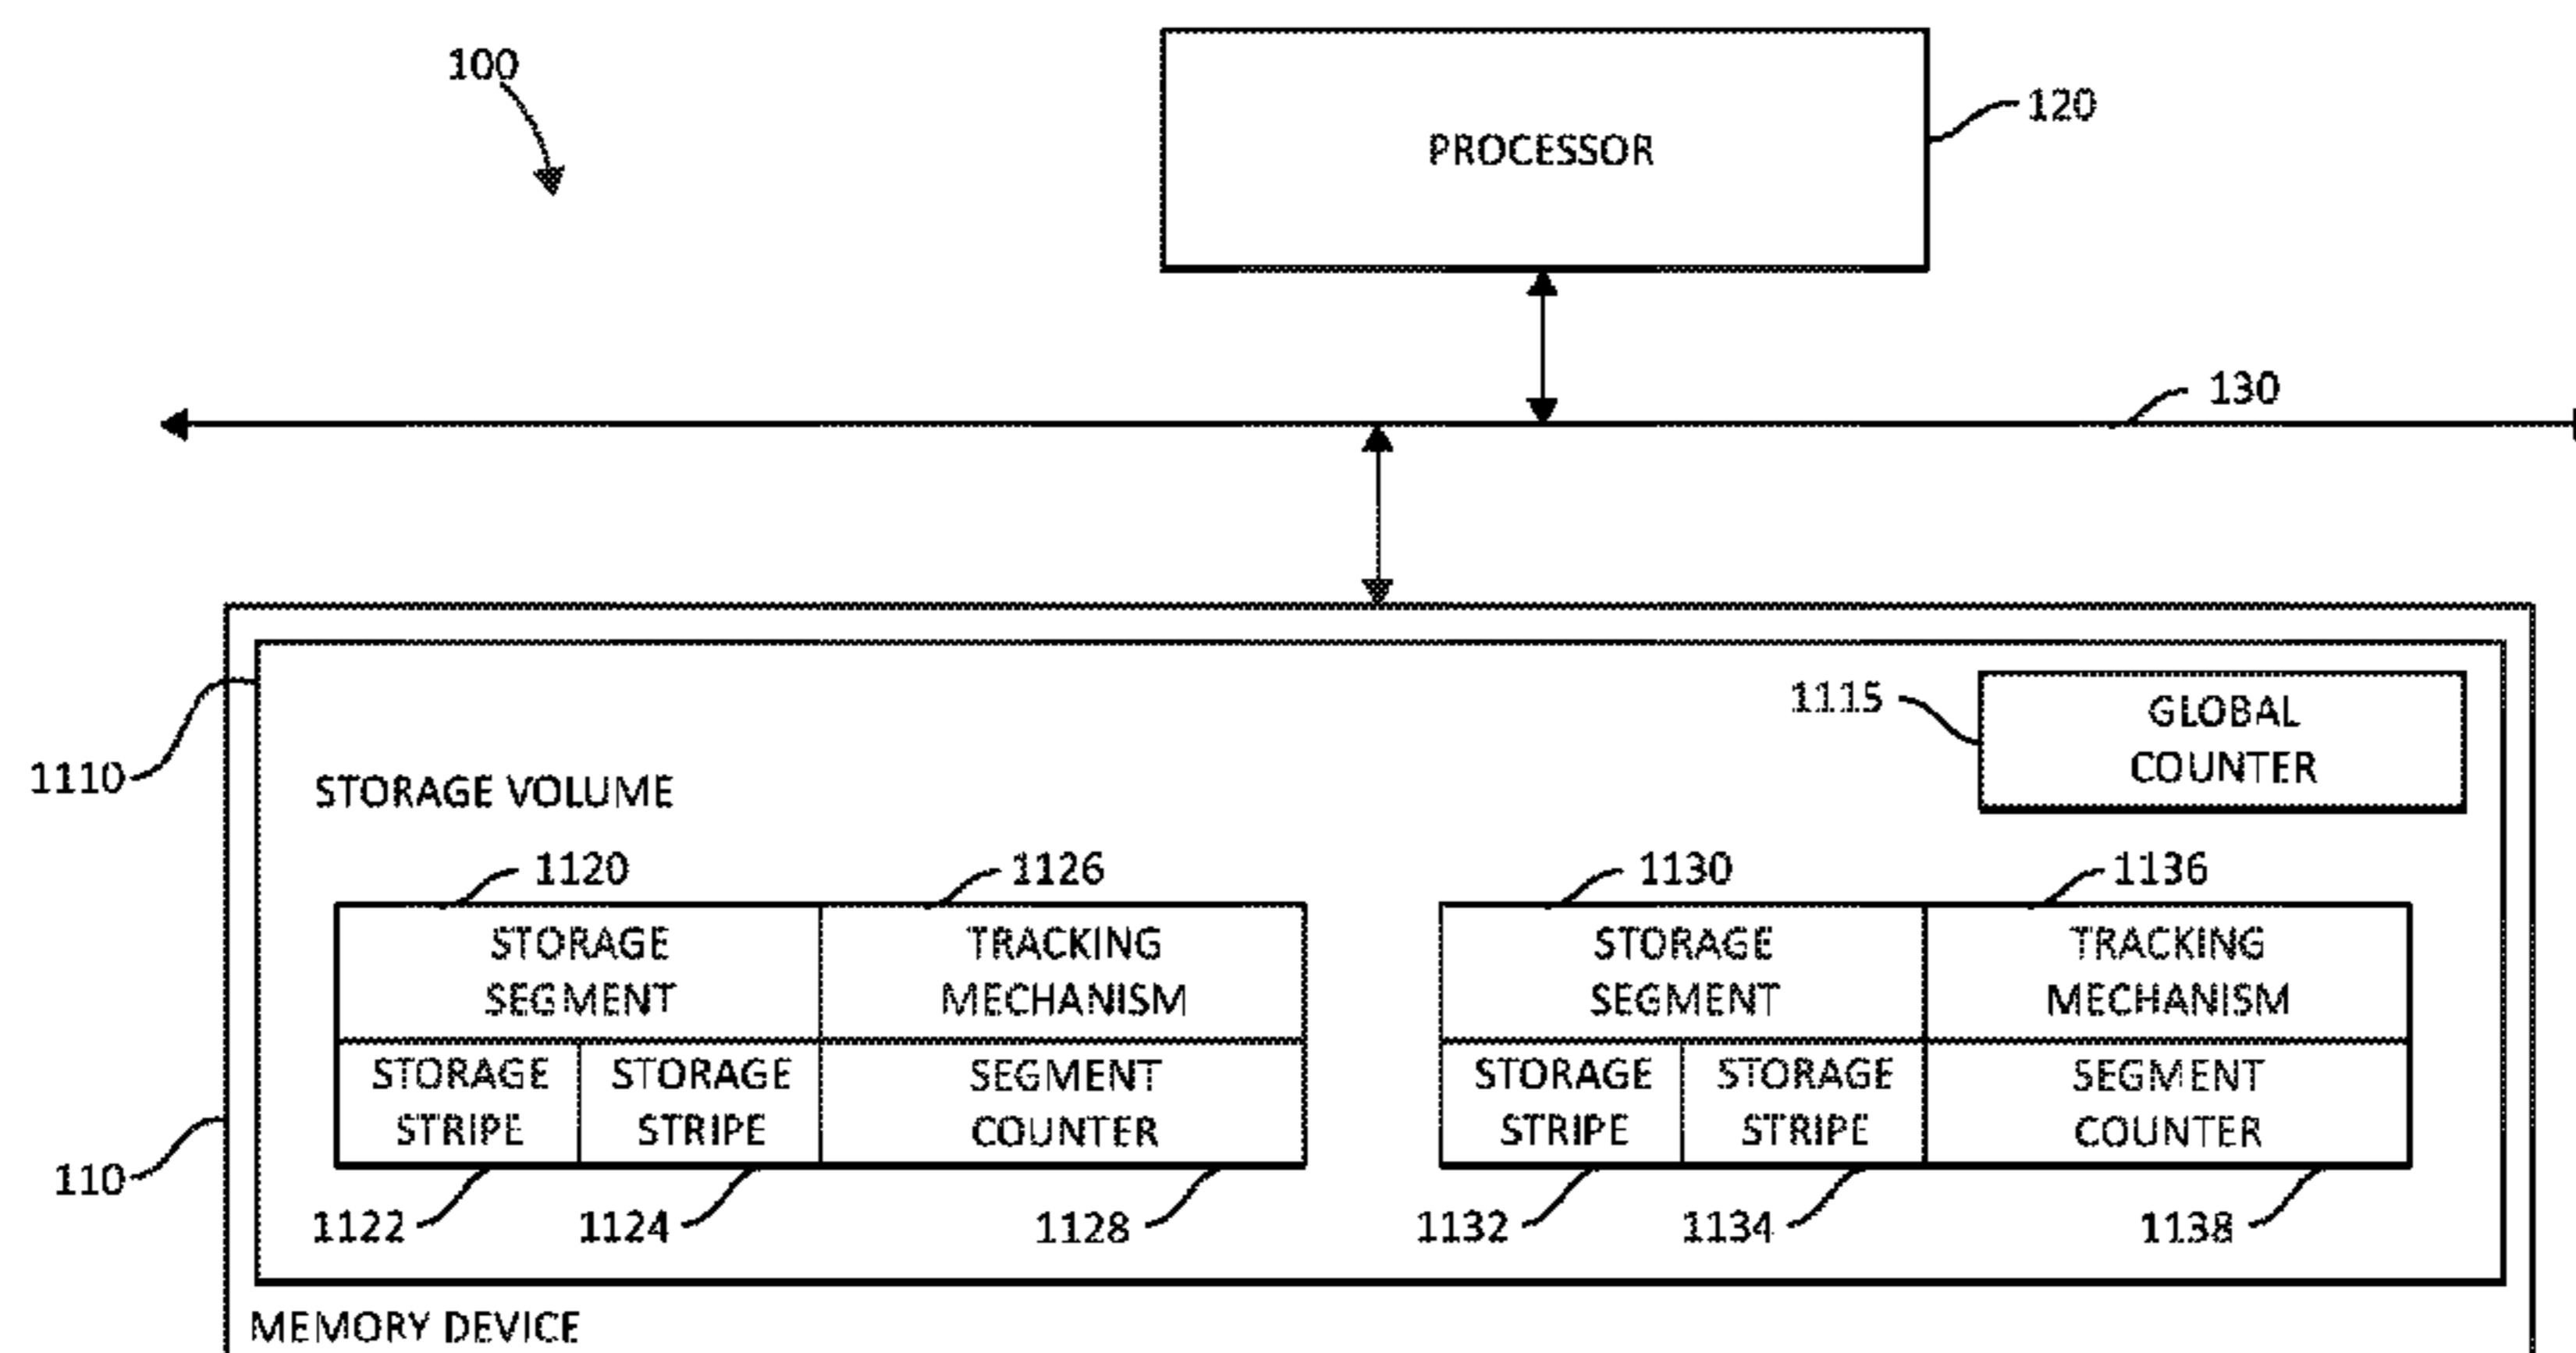 100
PROCESSOR
120
130
1115
GLOBAL
COUNTER
1110
STORAGE VOLUME
1120
1126
1130
1136
STORAGE
SEGMENT
TRACKING
MECHANISM
STORAGE
SEGMENT
TRACKING
MECHANISM
STORAGE
STRIPE
STORAGE
STRIPE
SEGMENT
COUNTER
STORAGE
STRIPE
STORAGE
STRIPE
SEGMENT
COUNTER
110
1122
1124
1128
1132
1134
1138
MEMORY DEVICE